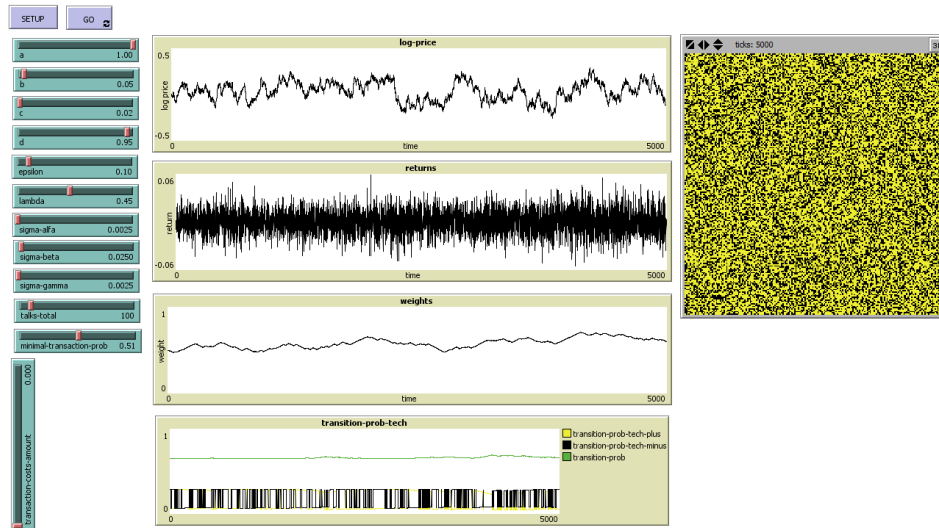 SETUP
GO
a 1.00
b 0.05
c 0.02
d 0.95
epsilon 0.10
lambda 0.45
sigma-alfa 0.0025
sigma-beta 0.0250
sigma-gamma 0.0025
talks-total 100
minimal-transaction-prob 0.51
transaction-costs-amount 0.000
log-price
0.5
log price
-0.5
0
time
5000
returns
0.06
return
-0.06
0
time
5000
weights
1
weight
0
0
time
5000
transition-prob-tech
1
0
0
5000
transition-prob-tech-plus
transition-prob-tech-minus
transition-prob
ticks: 5000